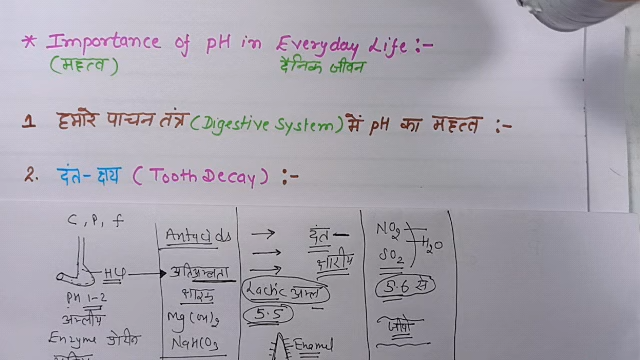 * Importance of pH in Everyday Life :-
(महत्व) दैनिक जीवन
1 हमारे पाचन तंत्र (Digestive System) में pH का महत्व :-
2. दंत-क्षय (Tooth Decay) :-
C, P, f
Antacids → दंत —
NO2
H2O
HCl → अतिअम्लता → क्षारीय
SO2
PH 1-2
क्षारक
Lactic अम्ल
5.6 से
अम्लीय
Mg(OH)2
5.5
Enzyme
NaHCO3
Enamel